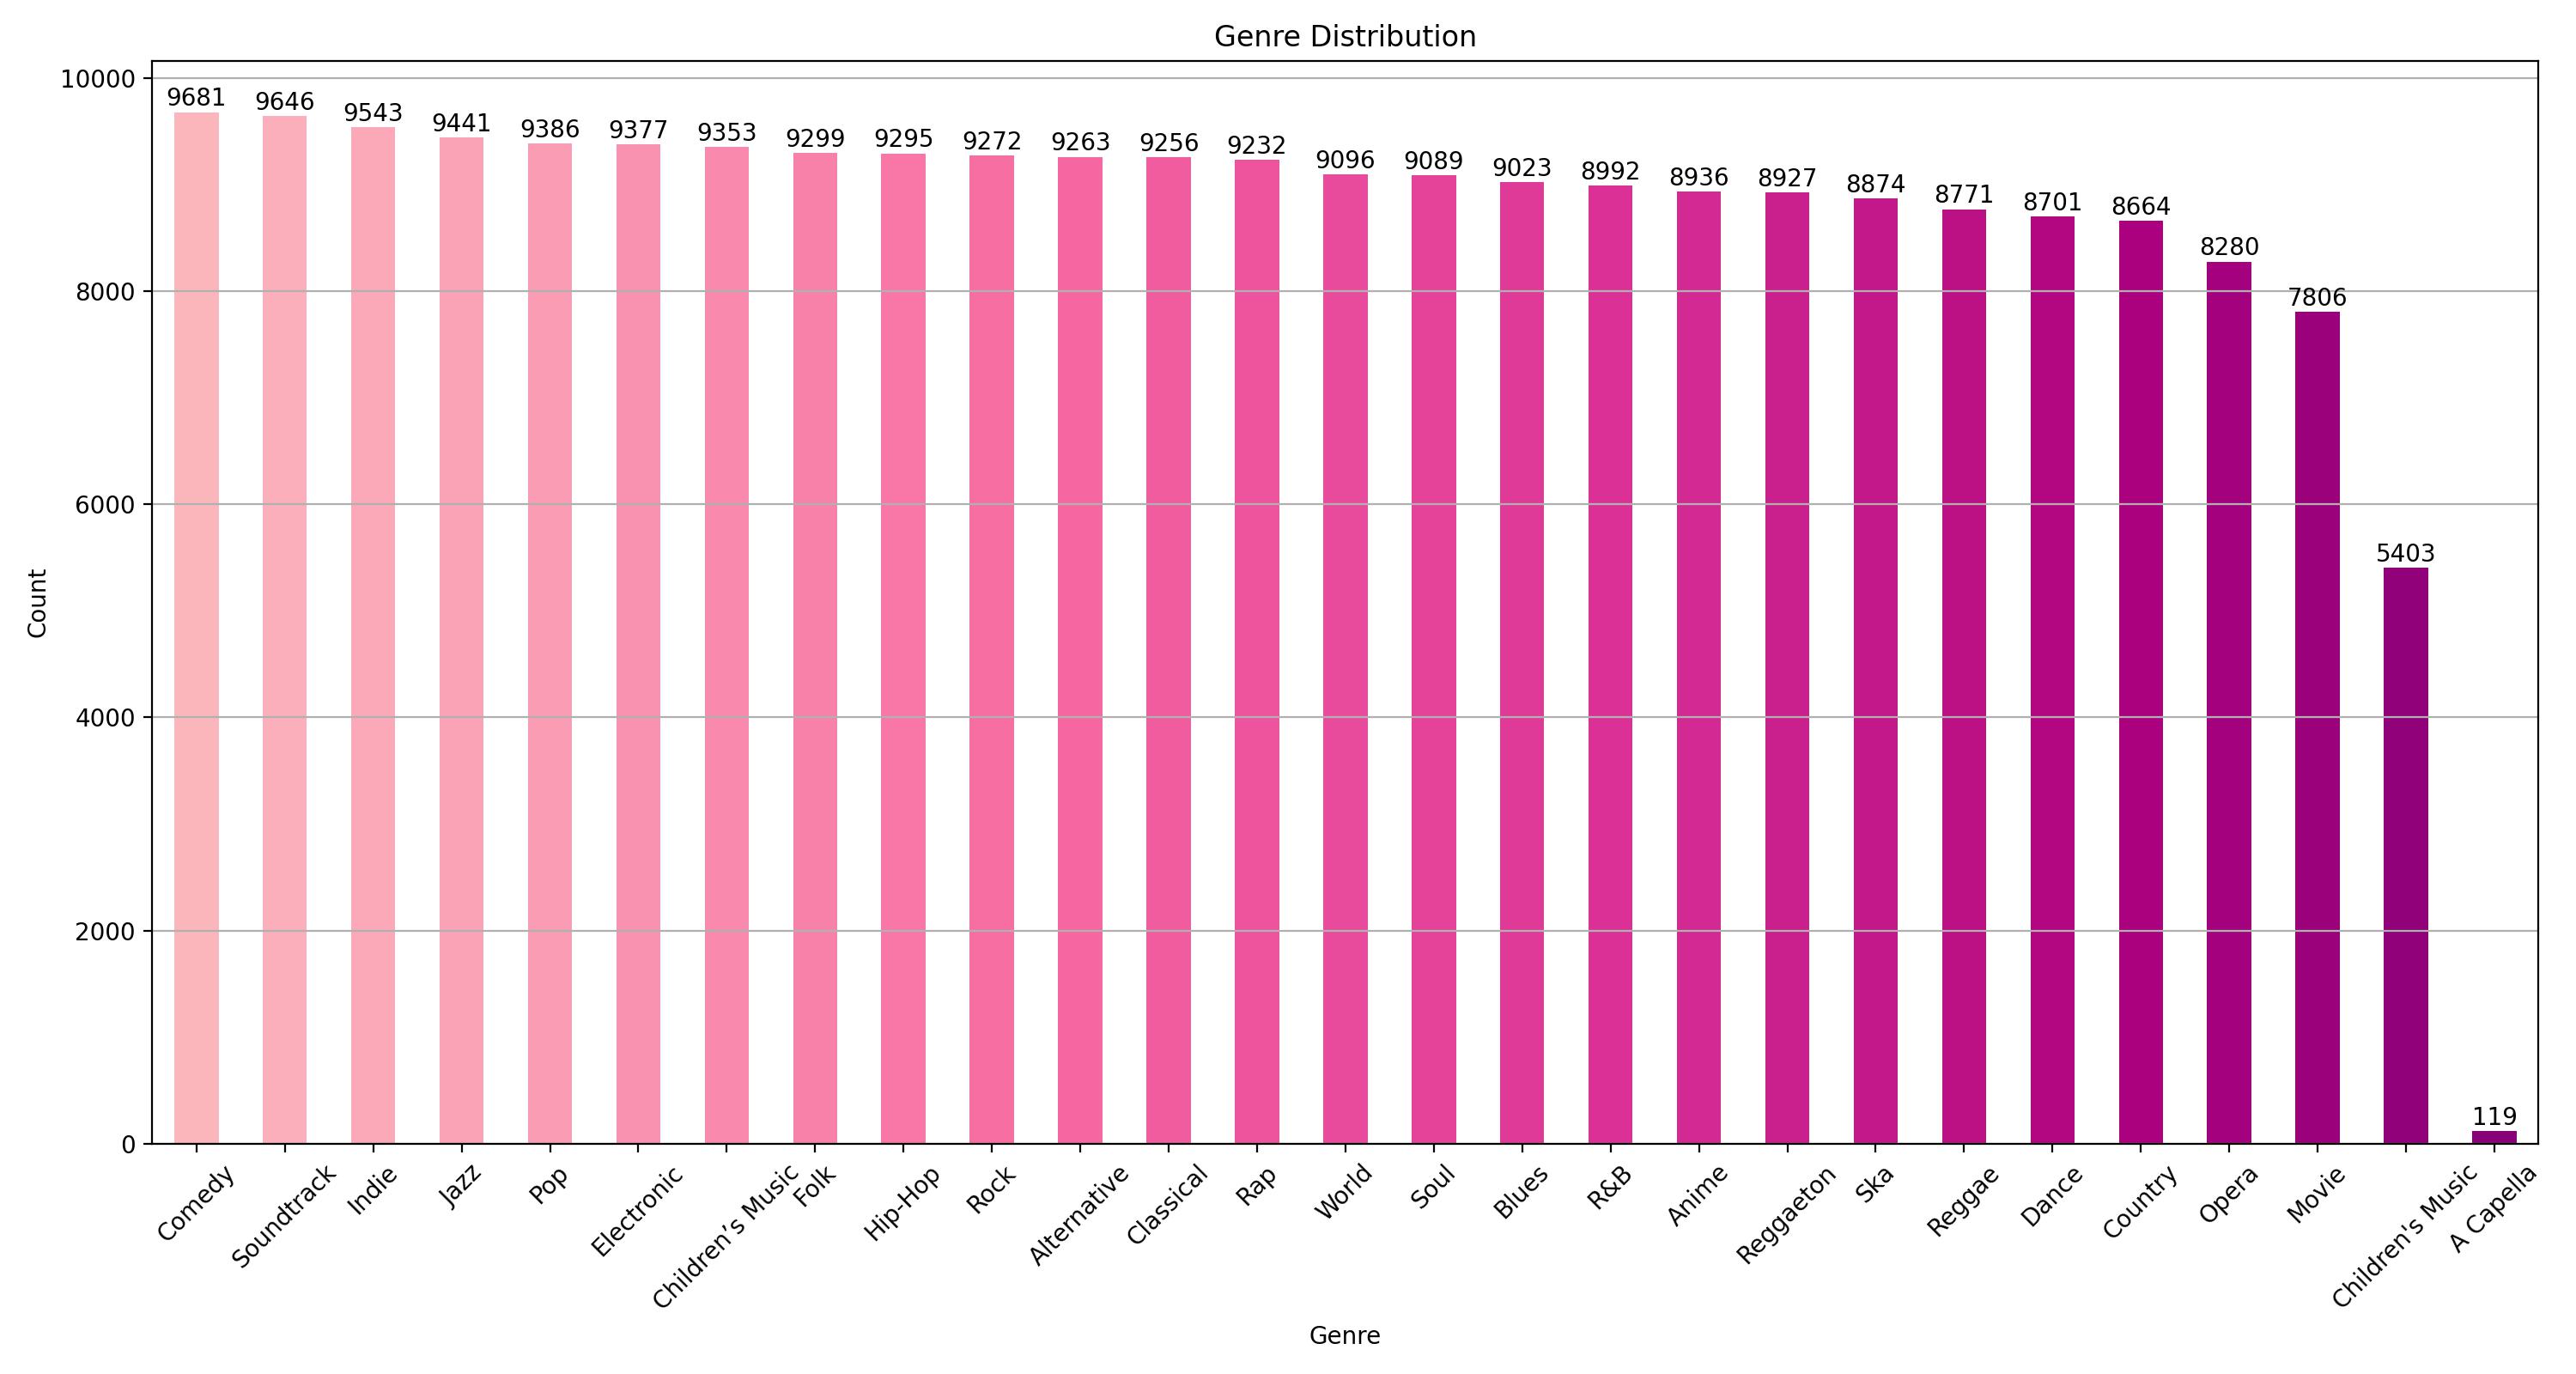 Genre Distribution
10000
8000
6000
4000
2000
0
Count
9681
9646
9543
9441
9386
9377
9353
9299
9295
9272
9263
9256
9232
9096
9089
9023
8992
8936
8927
8874
8771
8701
8664
8280
7806
5403
119
Comedy
Soundtrack
Indie
Jazz
Pop
Electronic
Children’s Music
Folk
Hip-Hop
Rock
Alternative
Classical
Rap
World
Soul
Blues
R&B
Anime
Reggaeton
Ska
Reggae
Dance
Country
Opera
Movie
Children's Music
A Capella
Genre